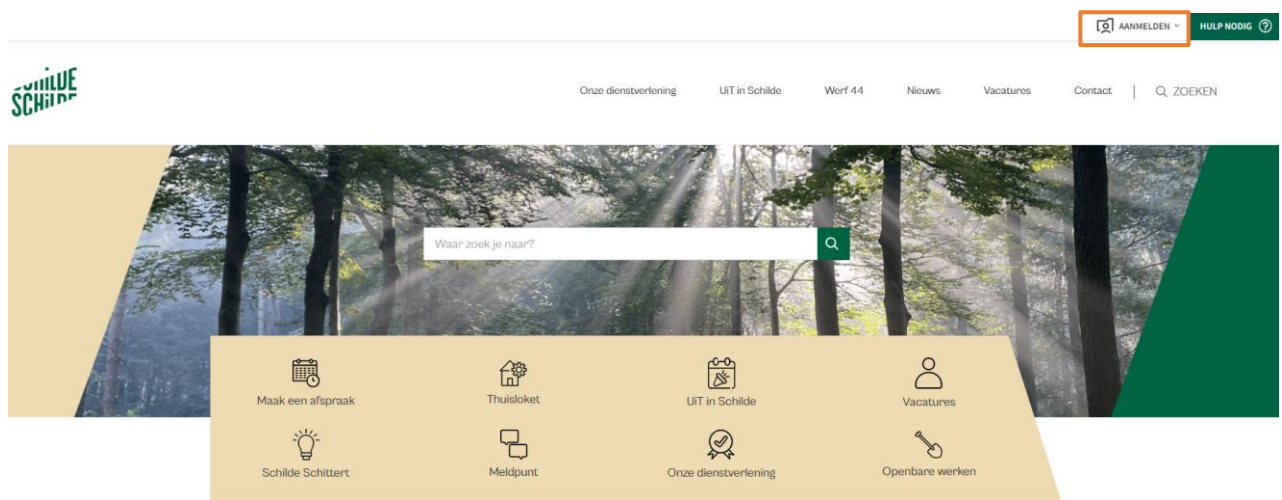 AANMELDEN HULP NODIG
SCHILDE
SCHILDE
Onze dienstverlening UiT in Schilde Werf 44 Nieuws Vacatures Contact | ZOEKEN
Waar zoek je naar?
Maak een afspraak Thuisloket UiT in Schilde Vacatures
Schilde Schittert Meldpunt Onze dienstverlening Openbare werken